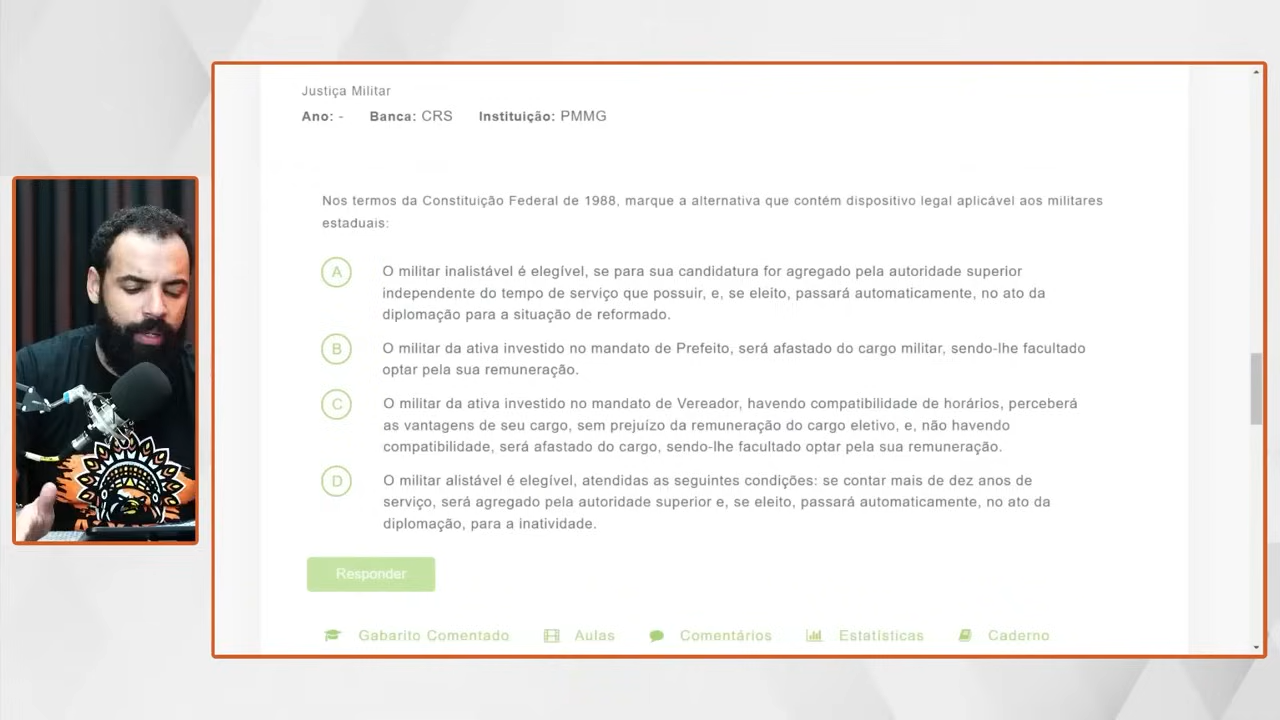 Justiça Militar
Ano: - Banca: CRS Instituição: PMMG
Nos termos da Constituição Federal de 1988, marque a alternativa que contém dispositivo legal aplicável aos militares
estaduais:
A O militar inalistável é elegível, se para sua candidatura for agregado pela autoridade superior
independente do tempo de serviço que possuir, e, se eleito, passará automaticamente, no ato da
diplomação para a situação de reformado.
B O militar da ativa investido no mandato de Prefeito, será afastado do cargo militar, sendo-lhe facultado
optar pela sua remuneração.
C O militar da ativa investido no mandato de Vereador, havendo compatibilidade de horários, perceberá
as vantagens de seu cargo, sem prejuízo da remuneração do cargo eletivo, e, não havendo
compatibilidade, será afastado do cargo, sendo-lhe facultado optar pela sua remuneração.
D O militar alistável é elegível, atendidas as seguintes condições: se contar mais de dez anos de
serviço, será agregado pela autoridade superior e, se eleito, passará automaticamente, no ato da
diplomação, para a inatividade.
Responder
Gabarito Comentado Aulas Comentários Estatísticas Caderno